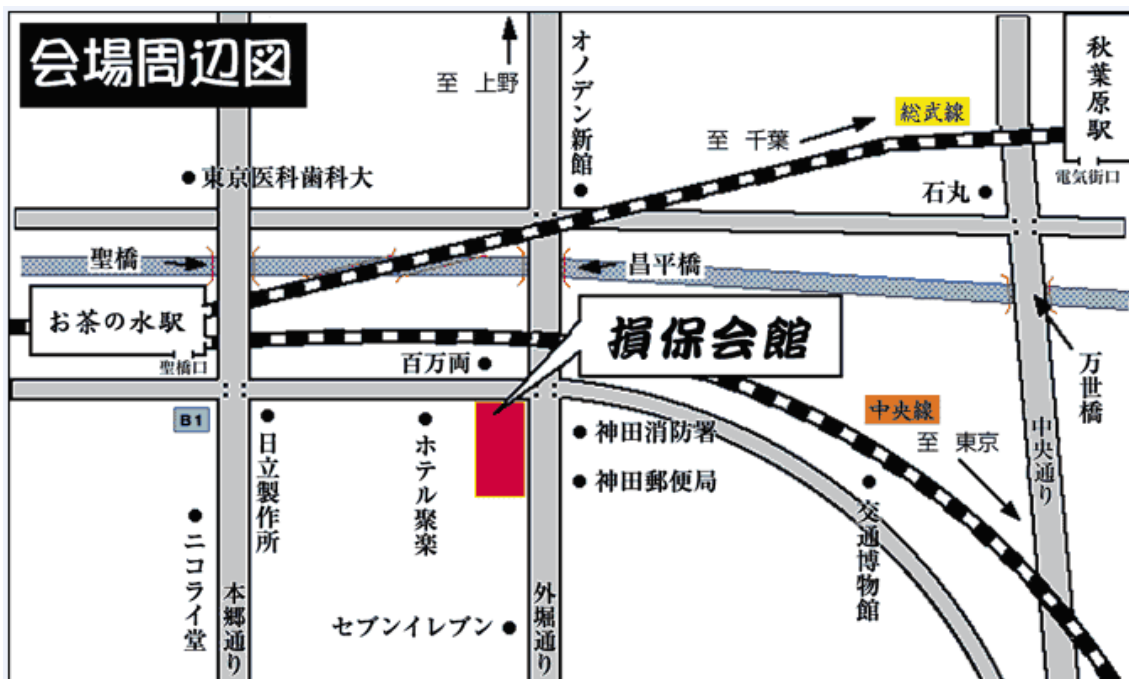 会場周辺図
至 上野
オノデン新館
秋葉原駅
総武線
至 千葉
電気街口
東京医科歯科大
石丸
聖橋
昌平橋
お茶の水駅
聖橋口
損保会館
百万両
万世橋
B1
日立製作所
ホテル聚楽
神田消防署
神田郵便局
中央線
至 東京
中央通り
交通博物館
ニコライ堂
本郷通り
セブンイレブン
外堀通り